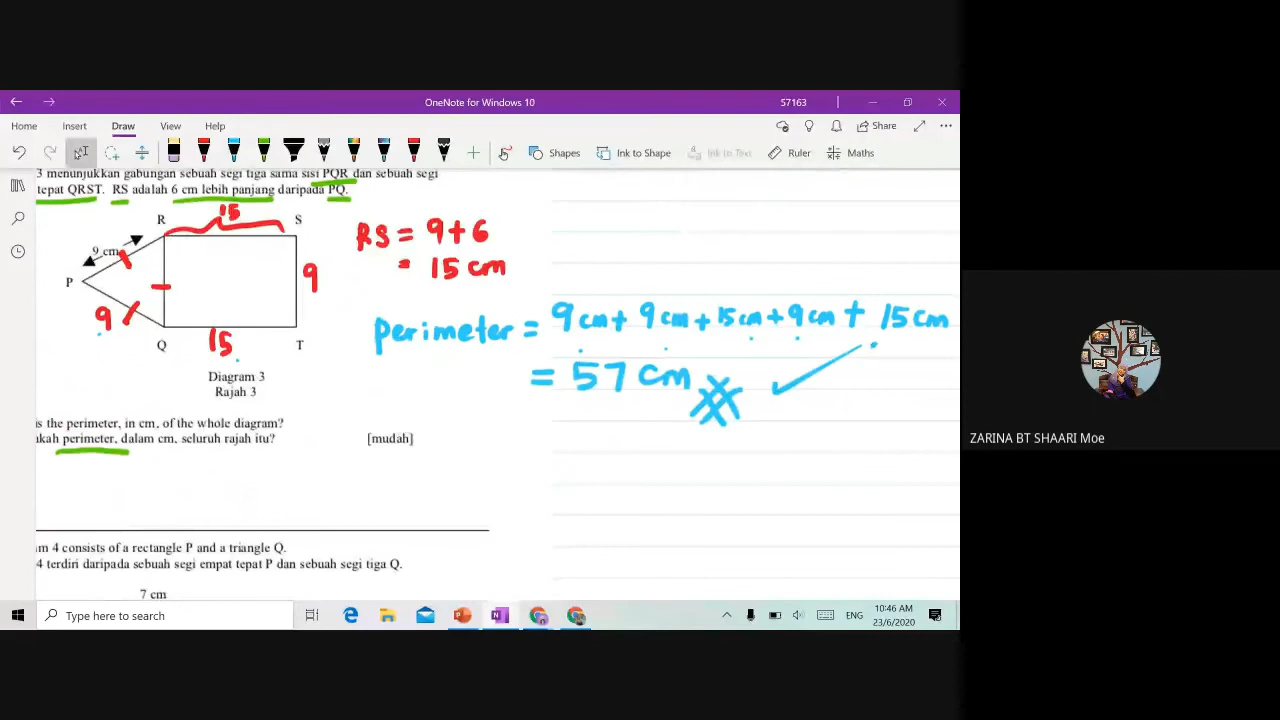 OneNote for Windows 10
57163
Home Insert Draw View Help
Share
Shapes Ink to Shape Ink to Text Ruler Maths
3 menunjukkan gabungan sebuah segi tiga sama sisi PQR dan sebuah segi
tepat QRST. RS adalah 6 cm lebih panjang daripada PQ.
15
R S
RS = 9 + 6
= 15 cm
9 cm
P
9
9
15
Q T
perimeter = 9 cm + 9 cm + 15 cm + 9 cm + 15 cm
= 57 cm
Diagram 3
Rajah 3
is the perimeter, in cm, of the whole diagram?
akah perimeter, dalam cm, seluruh rajah itu?
[mudah]
am 4 consists of a rectangle P and a triangle Q.
4 terdiri daripada sebuah segi empat tepat P dan sebuah segi tiga Q.
7 cm
ZARINA BT SHAARI Moe
Type here to search
ENG
10:46 AM
23/6/2020